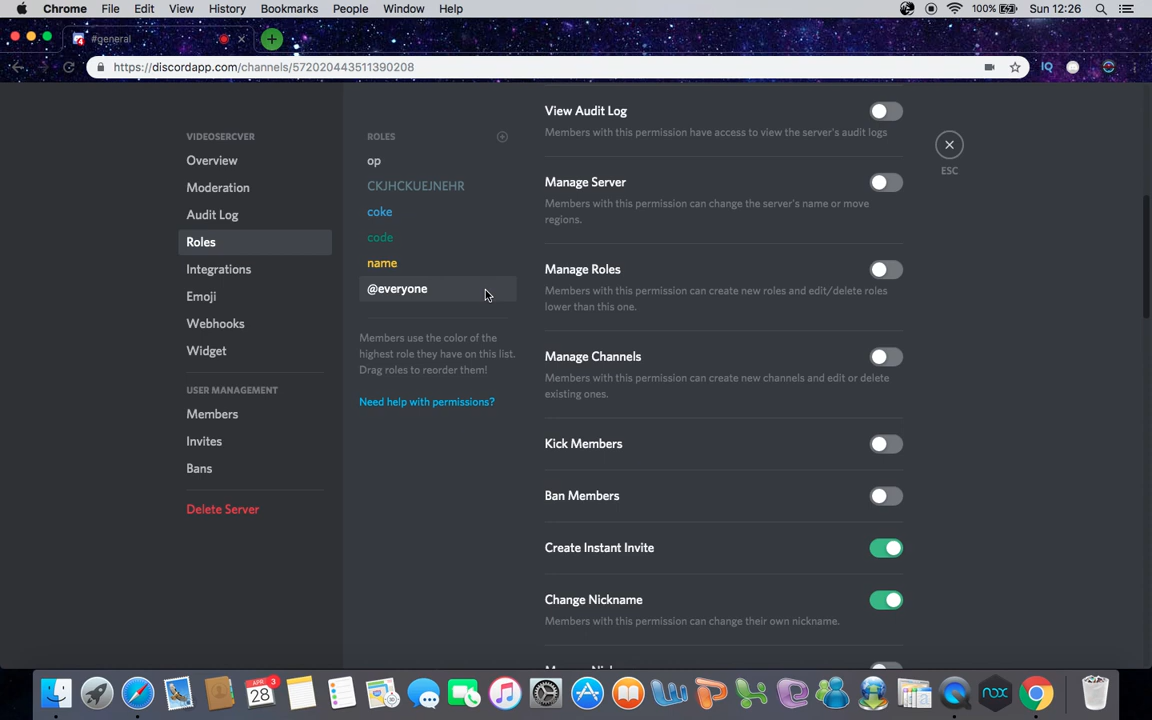 Chrome File Edit View History Bookmarks People Window Help 100% Sun 12:26
#general
https://discordapp.com/channels/572020443511390208
IQ
VIDEOSERCVER
Overview
Moderation
Audit Log
Roles
Integrations
Emoji
Webhooks
Widget
USER MANAGEMENT
Members
Invites
Bans
Delete Server
ROLES
op
CKJHCKUEJNEHR
coke
code
name
@everyone
Members use the color of the
highest role they have on this list.
Drag roles to reorder them!
Need help with permissions?
View Audit Log
Members with this permission have access to view the server's audit logs
Manage Server
Members with this permission can change the server's name or move
regions.
Manage Roles
Members with this permission can create new roles and edit/delete roles
lower than this one.
Manage Channels
Members with this permission can create new channels and edit or delete
existing ones.
Kick Members
Ban Members
Create Instant Invite
Change Nickname
Members with this permission can change their own nickname.
ESC
APR 3
28
nox